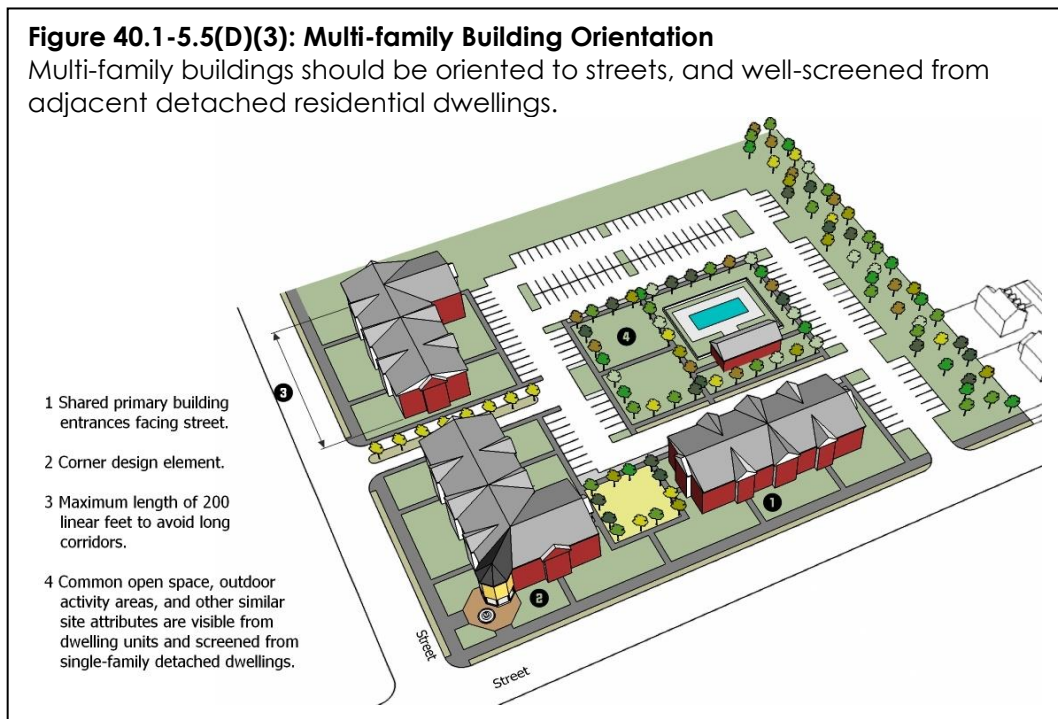 Figure 40.1-5.5(D)(3): Multi-family Building Orientation
Multi-family buildings should be oriented to streets, and well-screened from
adjacent detached residential dwellings.
4
3
1 Shared primary building
entrances facing street.
2 Corner design element.
3 Maximum length of 200
linear feet to avoid long
corridors.
4 Common open space, outdoor
activity areas, and other similar
site attributes are visible from
dwelling units and screened from
single-family detached dwellings.
1
2
Street
Street